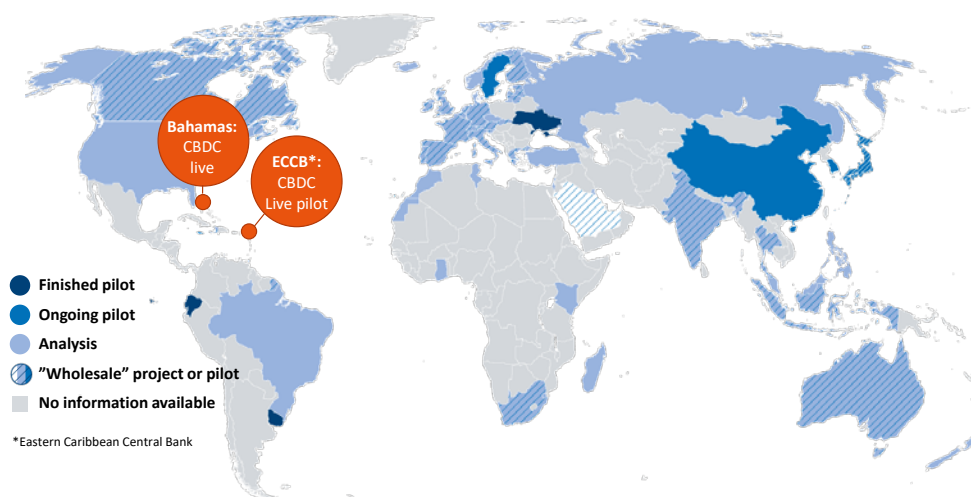 Bahamas:
CBDC
live
ECCB*:
CBDC
Live pilot
Finished pilot
Ongoing pilot
Analysis
”Wholesale” project or pilot
No information available
*Eastern Caribbean Central Bank